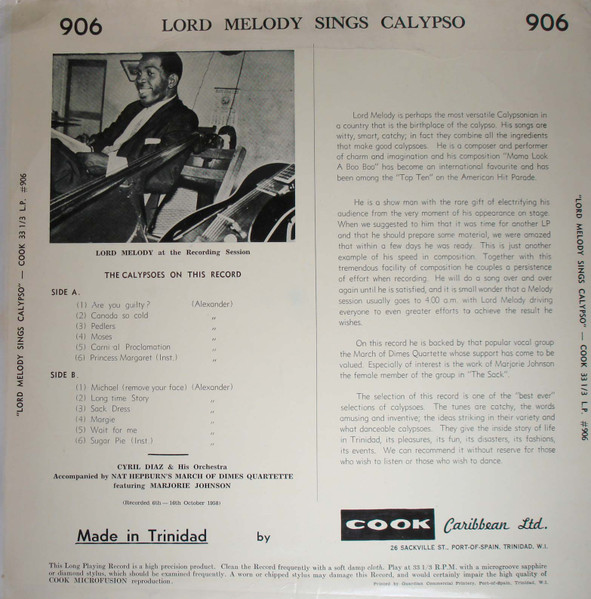 906 LORD MELODY SINGS CALYPSO 906
"LORD MELODY SINGS CALYPSO" — COOK 33 1/3 L. P. #906
LORD MELODY at the Recording Session
THE CALYPSOES ON THIS RECORD
SIDE A.
(1) Are you guilty? (Alexander)
(2) Canada so cold „
(3) Pedlers „
(4) Moses „
(5) Carnival Proclamation „
(6) Princess Margaret (Inst.) „
SIDE B.
(1) Michael (remove your face) (Alexander)
(2) Long time Story „
(3) Sack Dress „
(4) Margie „
(5) Wait for me „
(6) Sugar Pie (Inst.) „
CYRIL DIAZ & His Orchestra
Accompanied by NAT HEPBURN'S MARCH OF DIMES QUARTETTE
featuring MARJORIE JOHNSON
(Recorded 8th — 18th October 1958)
Made in Trinidad by
Lord Melody is perhaps the most versatile Calypsonian in
a country that is the birthplace of the calypso. His songs are
witty, smart, catchy; in fact they combine all the ingredients
that make good calypsoes. He is a composer and performer
of charm and imagination and his composition "Mama Look
A Boo Boo" has become an international favourite and has
been among the "Top Ten" on the American Hit Parade.
He is a show man with the rare gift of electrifying his
audience from the very moment of his appearance on stage.
When we suggested to him that it was time for another LP
and that he should prepare some material, we were amazed
that within a few days he was ready. This is just another
example of his speed in composition. Together with this
tremendous facility of composition he couples a persistence
of effort when recording. He will do a song over and over
again until he is satisfied, and it is small wonder that a Melody
session usually goes to 4:00 a.m. with Lord Melody driving
everyone to even greater efforts to achieve the result he
wishes.
On this record he is backed by that popular vocal group
the March of Dimes Quartette whose support has come to be
valued. Especially of interest is the work of Marjorie Johnson
the female member of the group in "The Sack".
The selection of this record is one of the "best ever"
selections of calypsoes. The tunes are catchy, the words
amusing and inventive; the ideas striking in their variety and
what danceable calypsoes. They give the inside story of life
in Trinidad, its pleasures, its fun, its disasters, its fashions,
its events. We can recommend it without reserve for those
who wish to listen or those who wish to dance.
COOK Caribbean Ltd.
26 SACKVILLE ST., PORT-OF-SPAIN, TRINIDAD, W.I.
"LORD MELODY SINGS CALYPSO" — COOK 33 1/3 L. P. #906
This Long Playing Record is a high precision product. Clean the Record frequently with a soft damp cloth. Play at 33 1/3 R.P.M. with a microgroove sapphire
or diamond stylus, which should be examined frequently. A worn or chipped stylus may damage this Record, and would certainly impair the high quality of
COOK MICROFUSION reproduction.
Printed by Guardian Commercial Printery, Port-of-Spain, Trinidad, W.I.